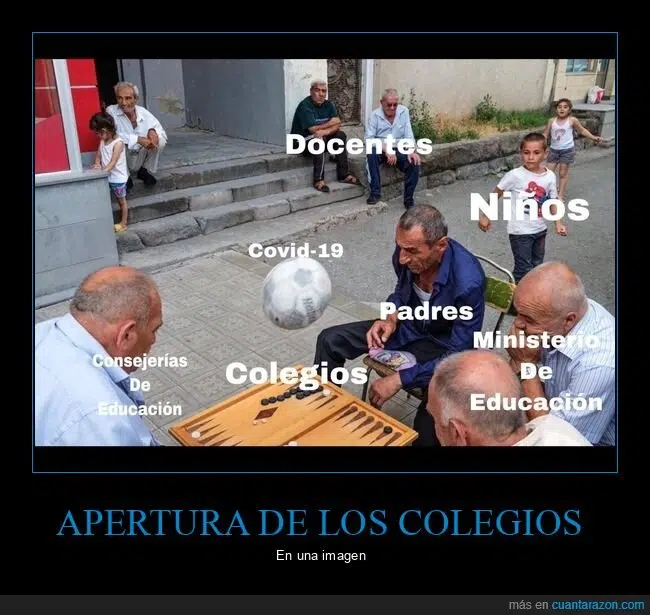 Docentes
Niños
Covid-19
Padres
Ministerio
Consejerías
De
Educación
Colegios
De
Educación
APERTURA DE LOS COLEGIOS
En una imagen
más en cuantarazon.com